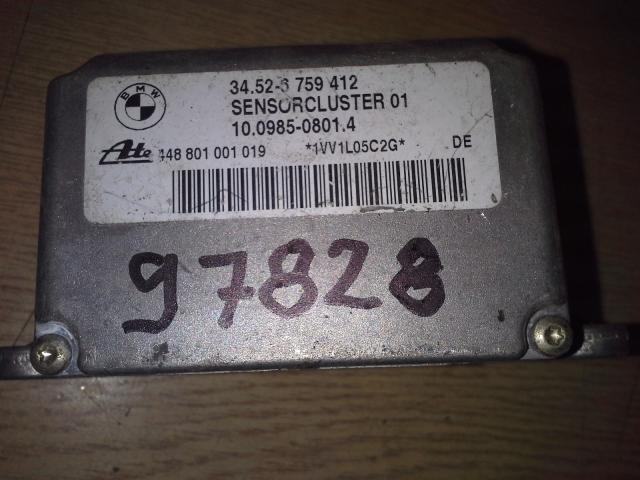 BMW
34.52-6 759 412
SENSORCLUSTER 01
10.0985-0801.4
Ate 448 801 001 019 *1VV1L05C2G* DE
97828